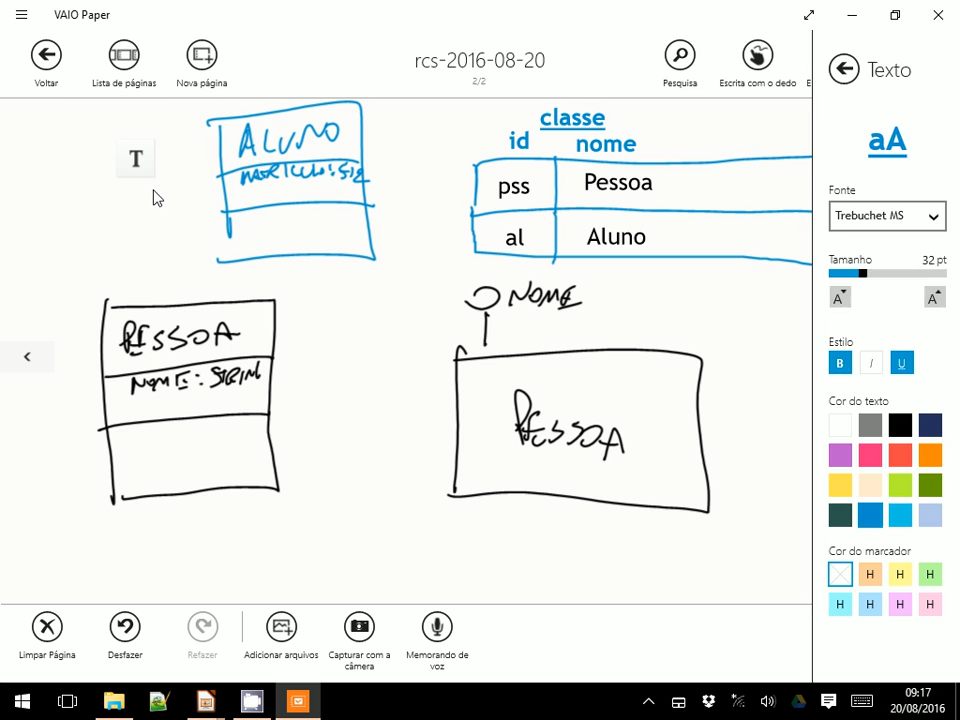 VAIO Paper
Voltar
Lista de páginas
Nova página
rcs-2016-08-20
2/2
Pesquisa
Escrita com o dedo
E
Texto
aA
Fonte
Trebuchet MS
Tamanho
32 pt
A
A
Estilo
B
I
U
Cor do texto
Cor do marcador
H
H
H
H
H
H
H
T
ALUNO
classe
id
nome
pss
Pessoa
al
Aluno
NOME
PESSOA
NOME: STRING
PESSOA
Limpar Página
Desfazer
Refazer
Adicionar arquivos
Capturar com a câmera
Memorando de voz
09:17
20/08/2016